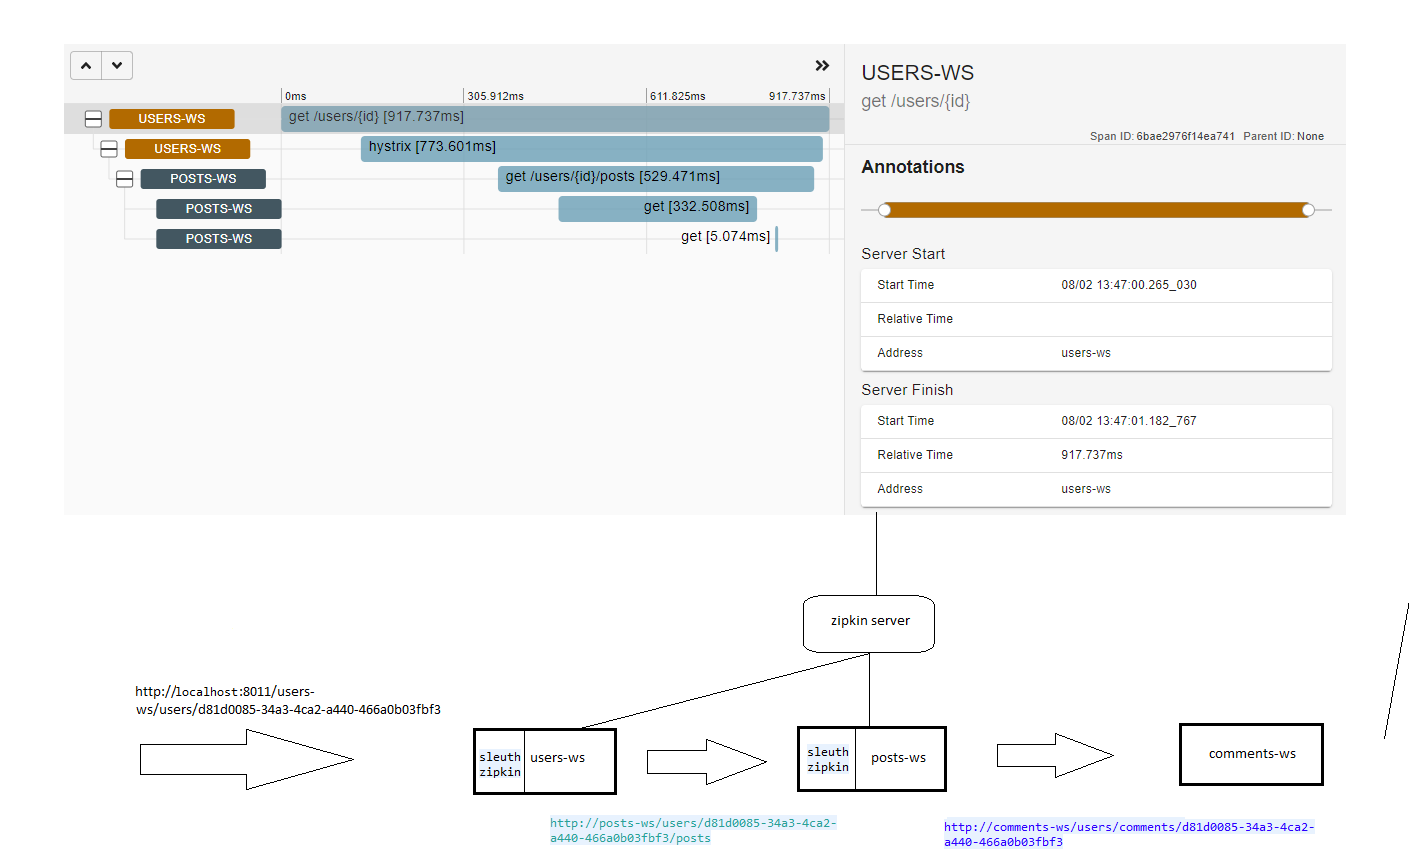 0ms 305.912ms 611.825ms 917.737ms
USERS-WS get /users/{id} [917.737ms]
USERS-WS hystrix [773.601ms]
POSTS-WS get /users/{id}/posts [529.471ms]
POSTS-WS get [332.508ms]
POSTS-WS get [5.074ms]
USERS-WS
get /users/{id}
Span ID: 6bae2976f14ea741 Parent ID: None
Annotations
Server Start
Start Time 08/02 13:47:00.265_030
Relative Time
Address users-ws
Server Finish
Start Time 08/02 13:47:01.182_767
Relative Time 917.737ms
Address users-ws
zipkin server
http://localhost:8011/users-
ws/users/d81d0085-34a3-4ca2-a440-466a0b03fbf3
sleuth
zipkin
users-ws
sleuth
zipkin
posts-ws
comments-ws
http://posts-ws/users/d81d0085-34a3-4ca2-
a440-466a0b03fbf3/posts
http://comments-ws/users/comments/d81d0085-34a3-4ca2-
a440-466a0b03fbf3